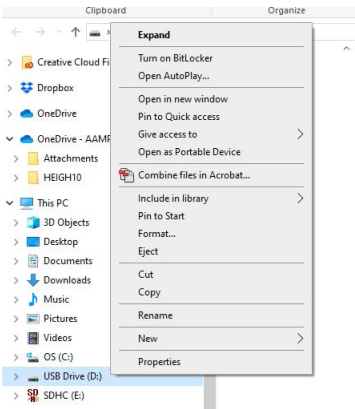 Clipboard
Organize
Expand
Turn on BitLocker
Open AutoPlay...
Open in new window
Pin to Quick access
Give access to
Open as Portable Device
Combine files in Acrobat...
Include in library
Pin to Start
Format...
Eject
Cut
Copy
Rename
New
Properties
Creative Cloud Fi
Dropbox
OneDrive
OneDrive - AAMP
Attachments
HEIGH10
This PC
3D Objects
Desktop
Documents
Downloads
Music
Pictures
Videos
OS (C:)
USB Drive (D:)
SDHC (E:)